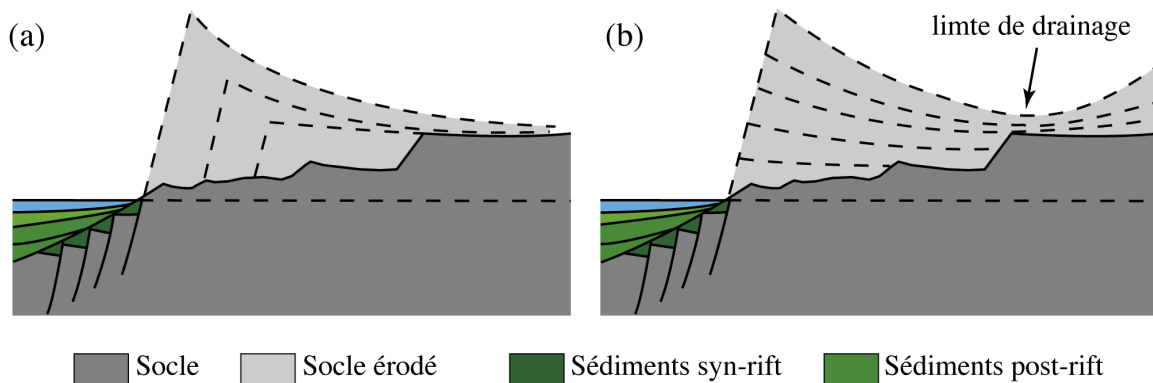 (a)
(b)
limte de drainage
Socle
Socle érodé
Sédiments syn-rift
Sédiments post-rift